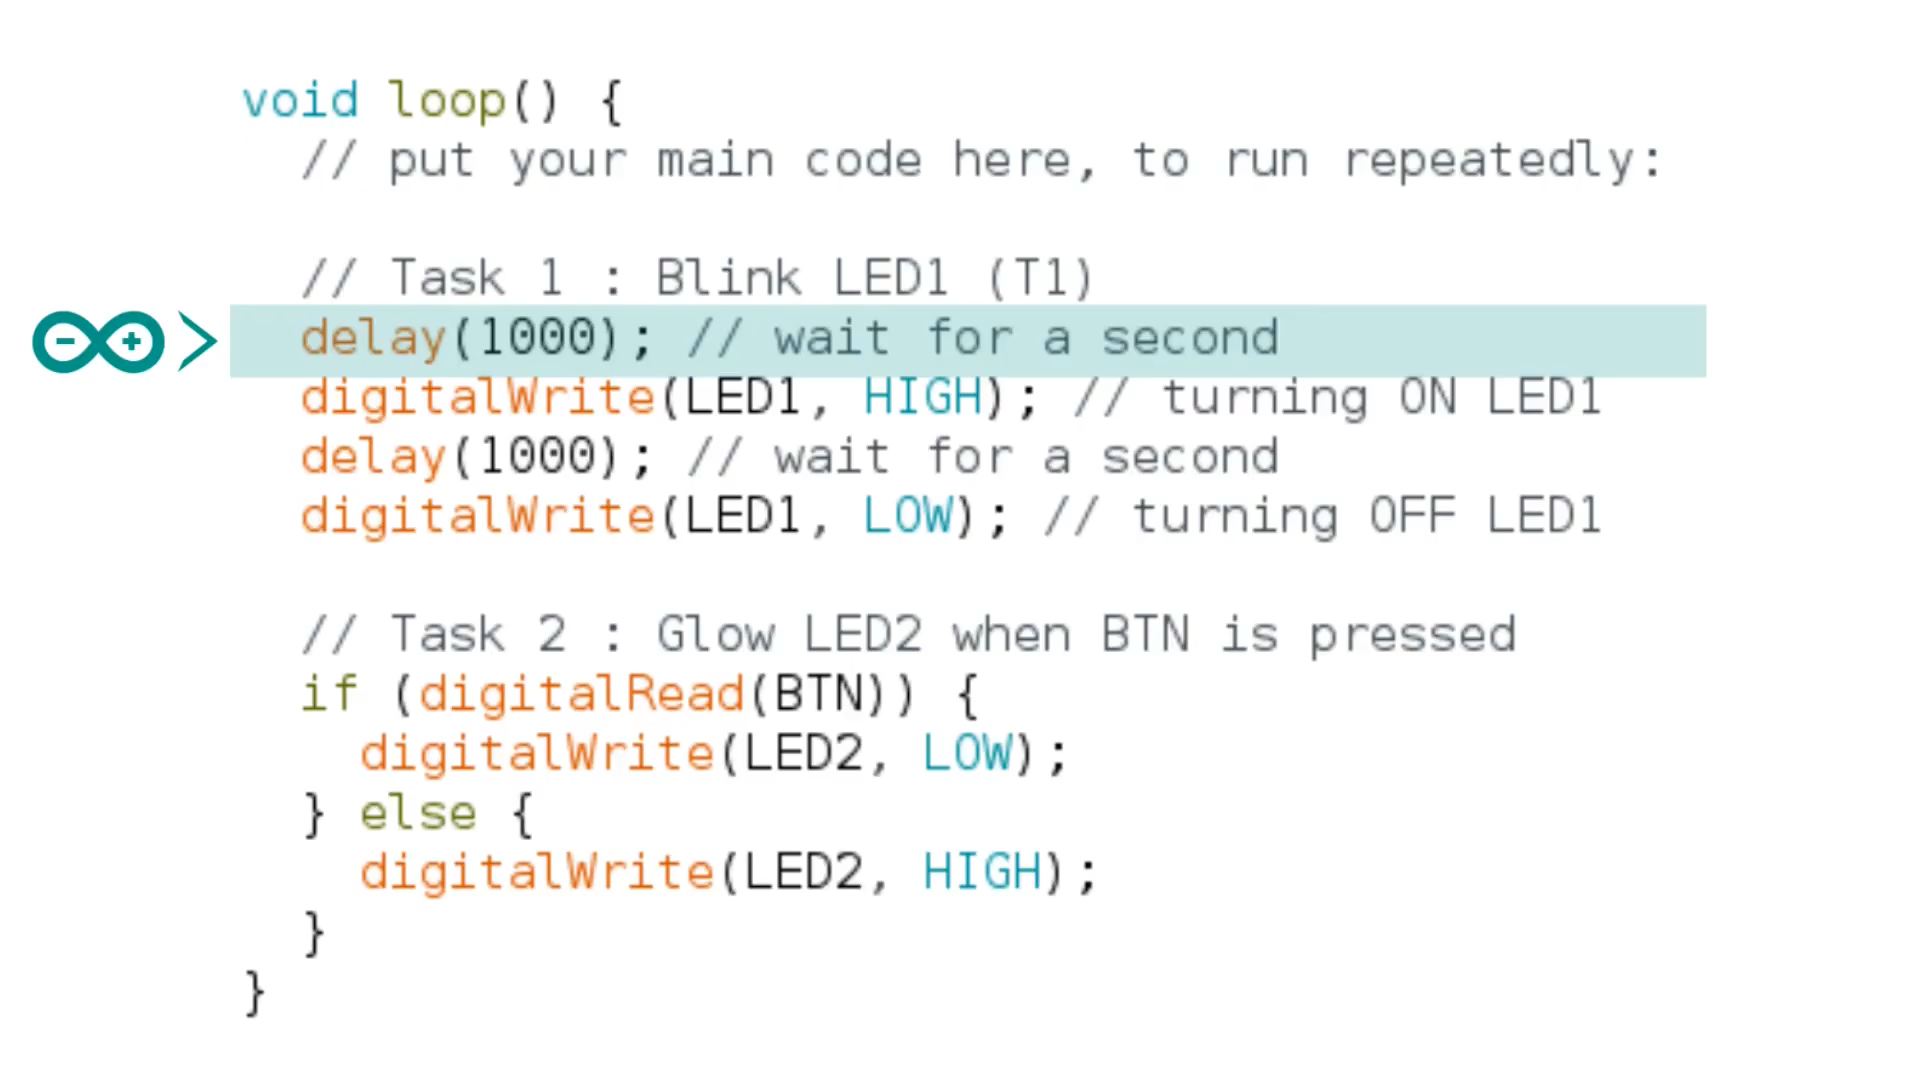 void loop() {
  // put your main code here, to run repeatedly:

  // Task 1 : Blink LED1 (T1)
  delay(1000); // wait for a second
  digitalWrite(LED1, HIGH); // turning ON LED1
  delay(1000); // wait for a second
  digitalWrite(LED1, LOW); // turning OFF LED1

  // Task 2 : Glow LED2 when BTN is pressed
  if (digitalRead(BTN)) {
    digitalWrite(LED2, LOW);
  } else {
    digitalWrite(LED2, HIGH);
  }
}